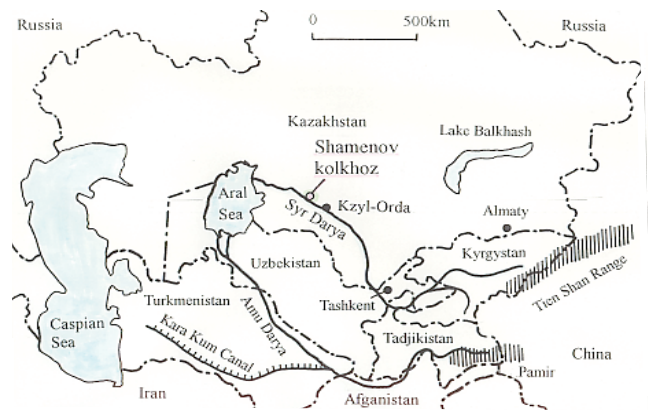 Russia
0 500km
Russia
Kazakhstan
Lake Balkhash
Shamenov
kolkhoz
Aral
Sea
Kzyl-Orda
Syr Darya
Almaty
Kyrgystan
Uzbekistan
Tien Shan Range
Tashkent
Turkmenistan
Amu Darya
Caspian
Sea
Kara Kum Canal
Tadjikistan
China
Pamir
Iran
Afganistan